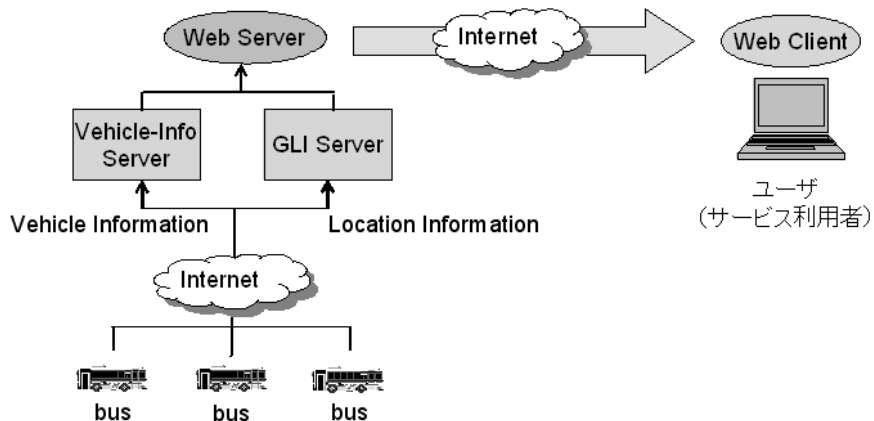 Web Server
Internet
Web Client
Vehicle-Info
Server
GLI Server
ユーザ
(サービス利用者)
Vehicle Information
Location Information
Internet
bus
bus
bus